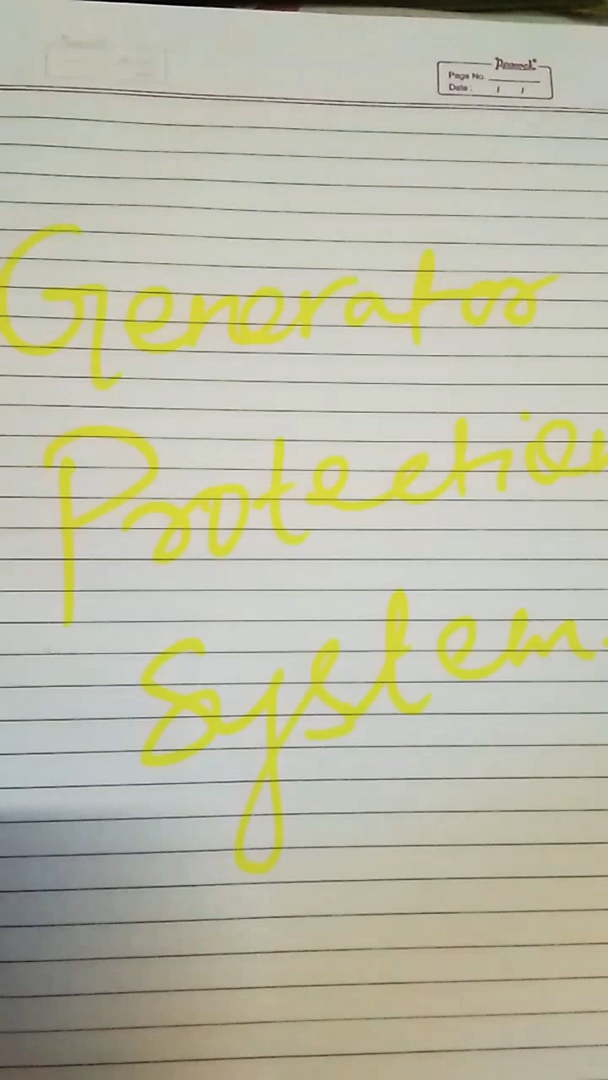 Peacock
Page No.
Date : / /
Generator
Protection
System.